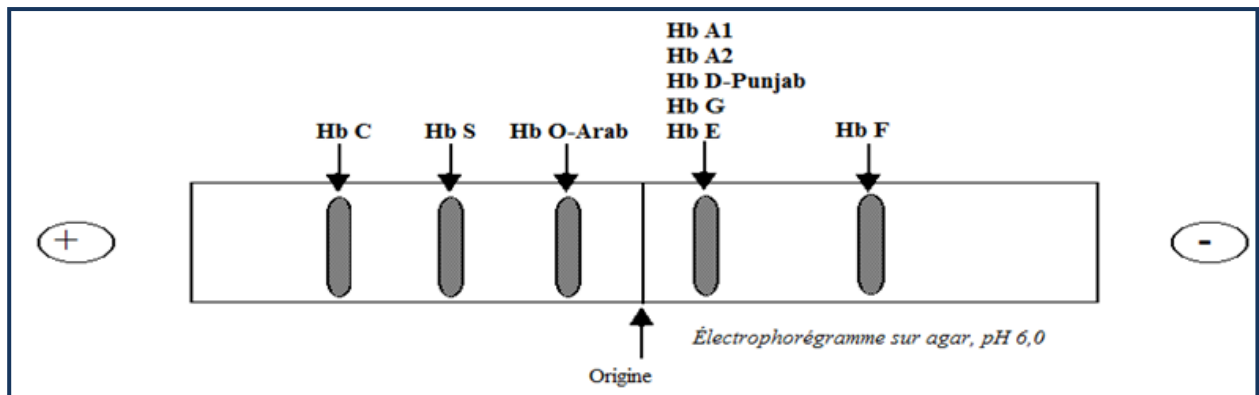 Hb A1
Hb A2
Hb D-Punjab
Hb G
Hb C Hb S Hb O-Arab Hb E Hb F
+ -
Électrophorégramme sur agar, pH 6,0
Origine